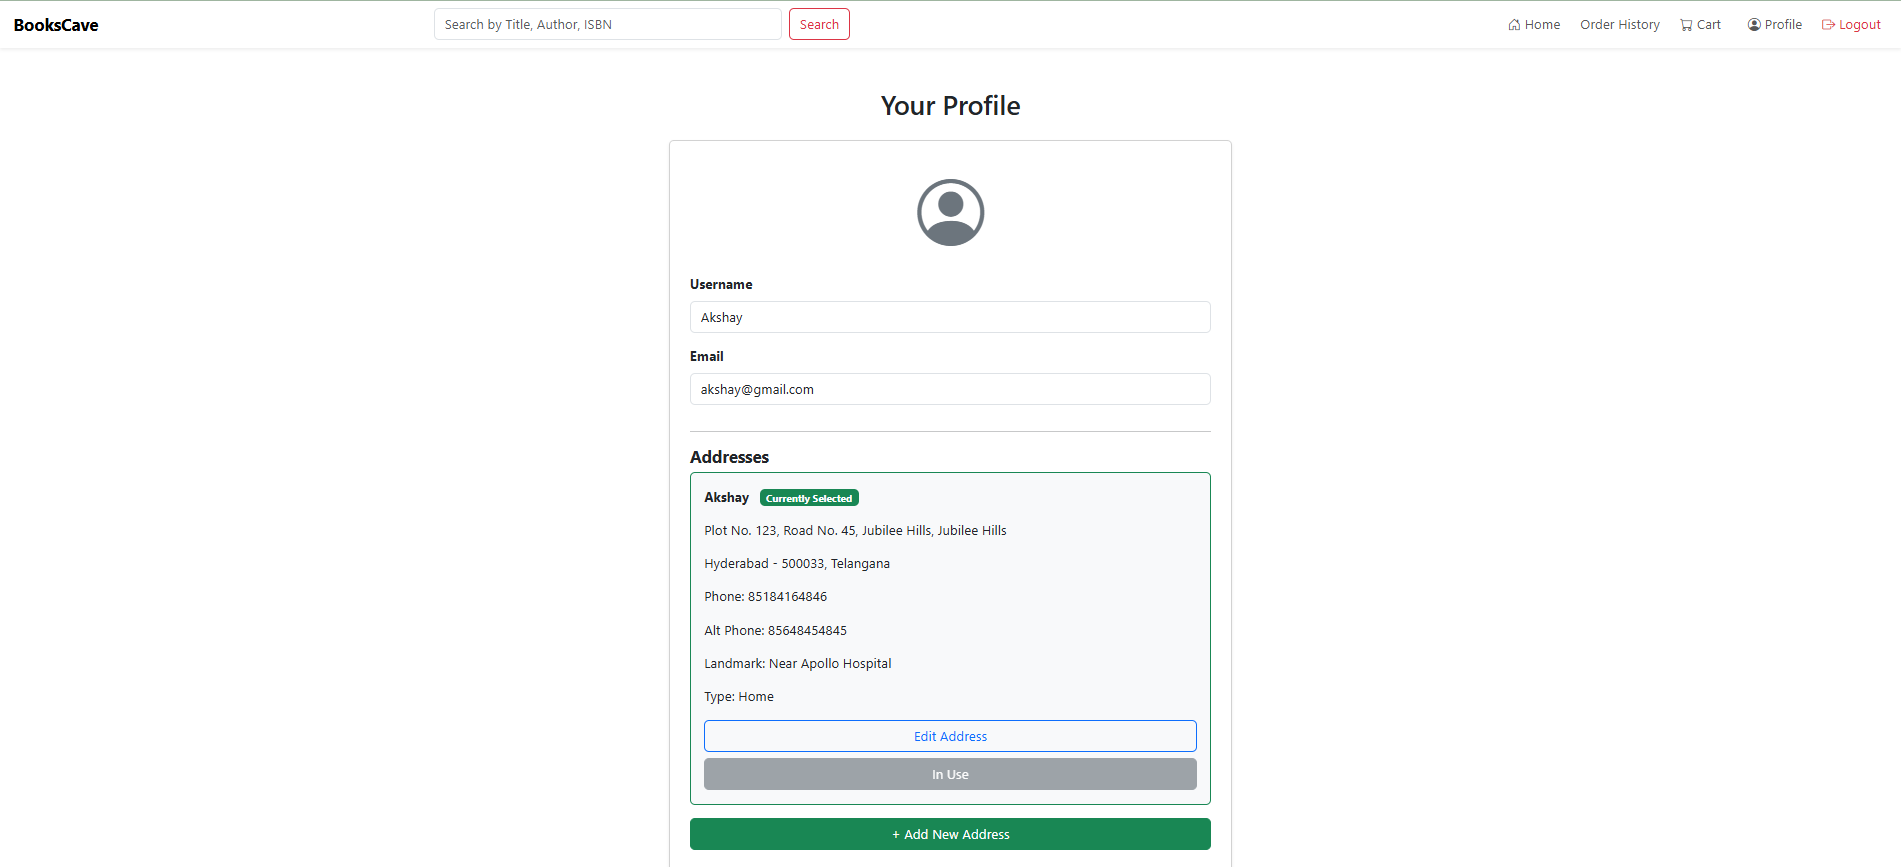 BooksCave
Search by Title, Author, ISBN
Search
Home
Order History
Cart
Profile
Logout
Your Profile
Username
Akshay
Email
akshay@gmail.com
Addresses
Akshay Currently Selected
Plot No. 123, Road No. 45, Jubilee Hills, Jubilee Hills
Hyderabad - 500033, Telangana
Phone: 85184164846
Alt Phone: 85648454845
Landmark: Near Apollo Hospital
Type: Home
Edit Address
In Use
+ Add New Address